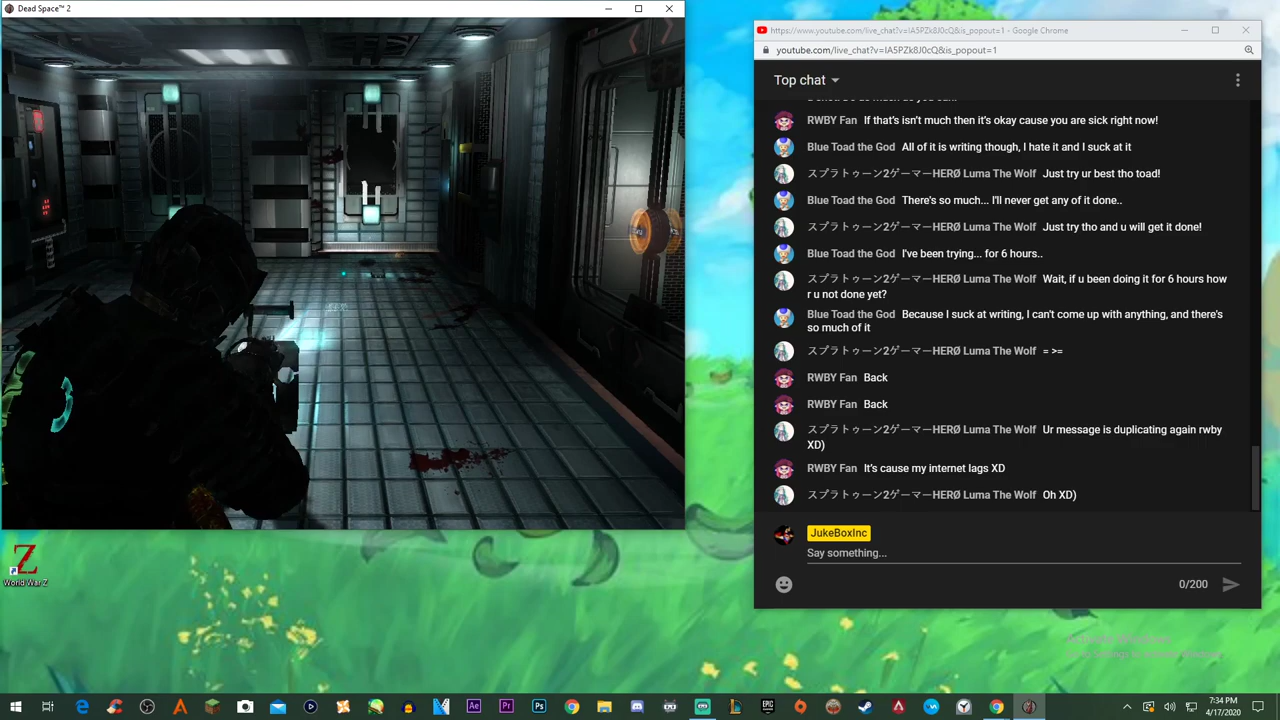 Dead Space™ 2
https://www.youtube.com/live_chat?v=IA5PZk8J0cQ&is_popout=1 - Google Chrome
youtube.com/live_chat?v=IA5PZk8J0cQ&is_popout=1
Top chat
RWBY Fan If that's isn't much then it's okay cause you are sick right now!
Blue Toad the God All of it is writing though, I hate it and I suck at it
スプラトゥーン2ゲーマーHERØ Luma The Wolf Just try ur best tho toad!
Blue Toad the God There's so much... I'll never get any of it done..
スプラトゥーン2ゲーマーHERØ Luma The Wolf Just try tho and u will get it done!
Blue Toad the God I've been trying... for 6 hours..
スプラトゥーン2ゲーマーHERØ Luma The Wolf Wait, if u been doing it for 6 hours how
r u not done yet?
Blue Toad the God Because I suck at writing, I can't come up with anything, and there's
so much of it
スプラトゥーン2ゲーマーHERØ Luma The Wolf = >=
RWBY Fan Back
RWBY Fan Back
スプラトゥーン2ゲーマーHERØ Luma The Wolf Ur message is duplicating again rwby
XD)
RWBY Fan It's cause my internet lags XD
スプラトゥーン2ゲーマーHERØ Luma The Wolf Oh XD)
JukeBoxInc
Say something...
0/200
World War Z
7:34 PM
4/17/2020